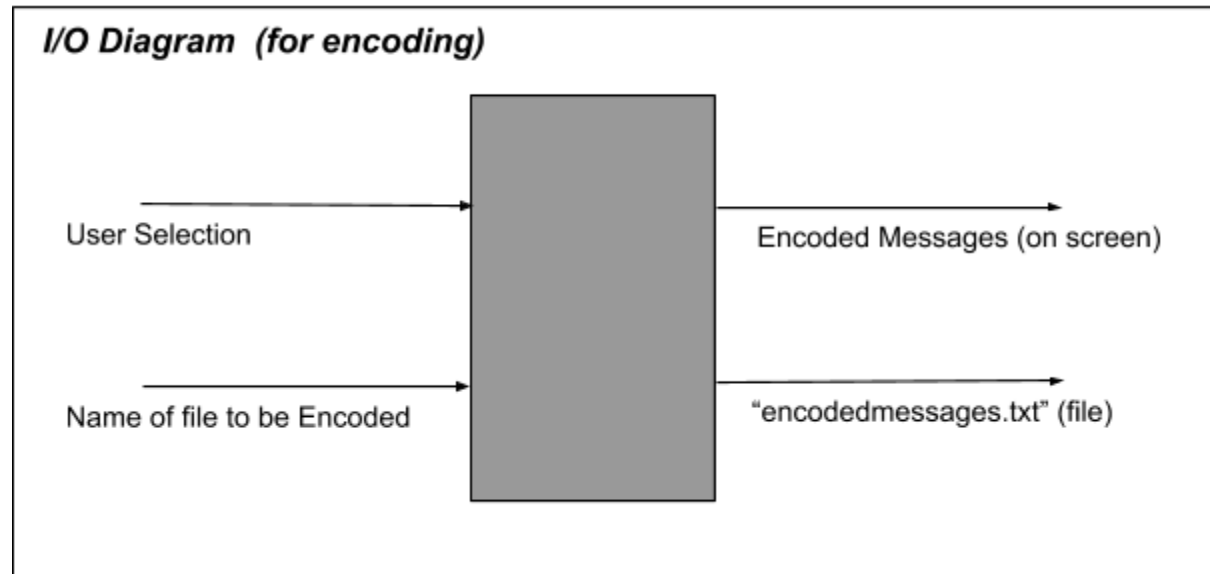 I/O Diagram  (for encoding)
User Selection
Encoded Messages (on screen)
Name of file to be Encoded
“encodedmessages.txt” (file)